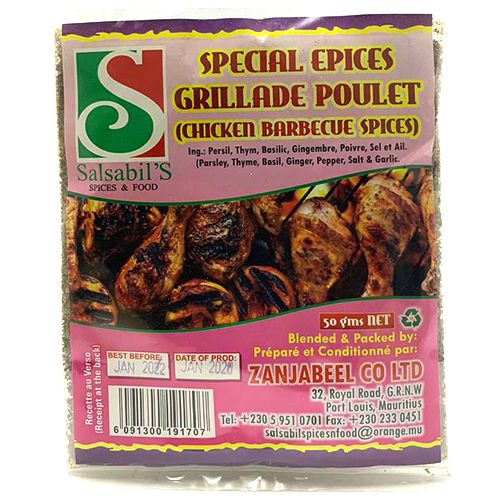 S
Salsabil'S
SPICES & FOOD
SPECIAL EPICES
GRILLADE POULET
(CHICKEN BARBECUE SPICES)
Ing.: Persil, Thym, Basilic, Gingembre, Poivre, Sel et Ail.
(Parsley, Thyme, Basil, Ginger, Pepper, Salt & Garlic.
50 gms NET
Blended & Packed by:
Préparé et Conditionné par:
ZANJABEEL CO LTD
32, Royal Road, G.R.N.W
Port Louis, Mauritius
Tel: +230 5 951 0701 Fax: +230 233 0451
salsabilspicesnfood@orange.mu
BEST BEFORE:
JAN 2022
DATE OF PROD:
JAN 2020
6 091300 191707
Recette au Verso
(Receipt at the back)